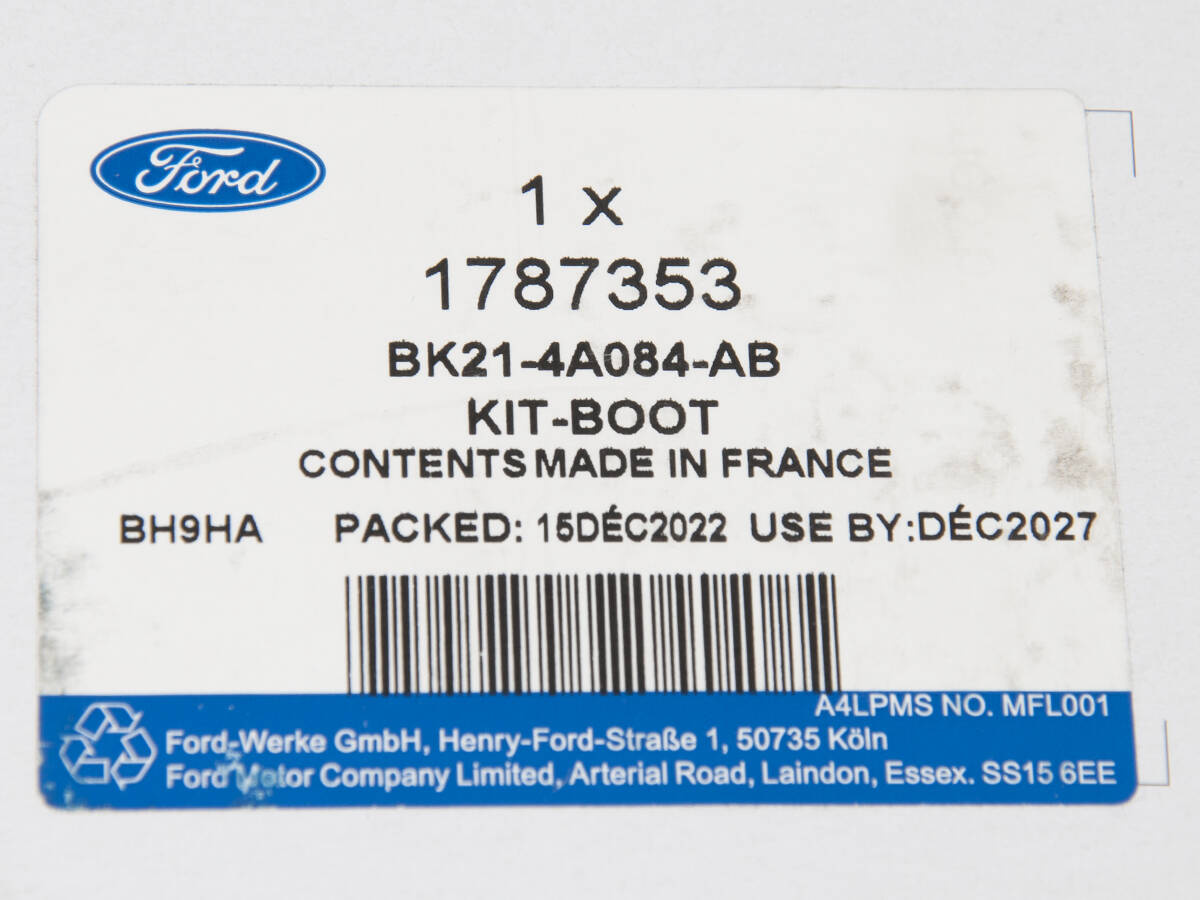 Ford
1 x
1787353
BK21-4A084-AB
KIT-BOOT
CONTENTS MADE IN FRANCE
BH9HA PACKED: 15DÉC2022 USE BY:DÉC2027
A4LPMS NO. MFL001
Ford-Werke GmbH, Henry-Ford-Straße 1, 50735 Köln
Ford Motor Company Limited, Arterial Road, Laindon, Essex. SS15 6EE